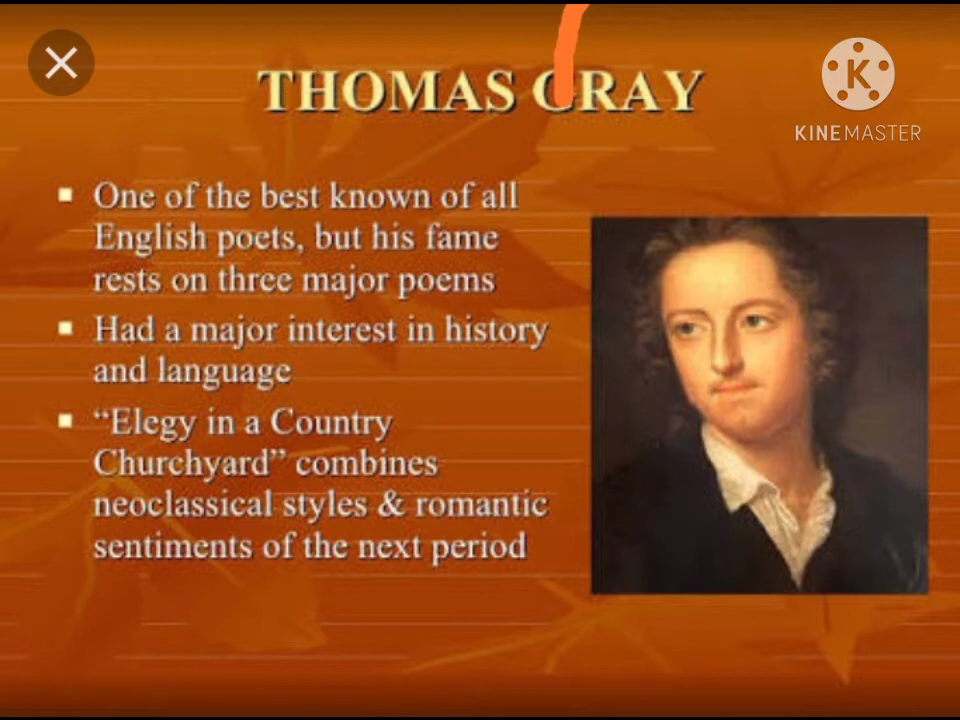 THOMAS GRAY
K
KINEMASTER
One of the best known of all
English poets, but his fame
rests on three major poems
Had a major interest in history
and language
“Elegy in a Country
Churchyard” combines
neoclassical styles & romantic
sentiments of the next period